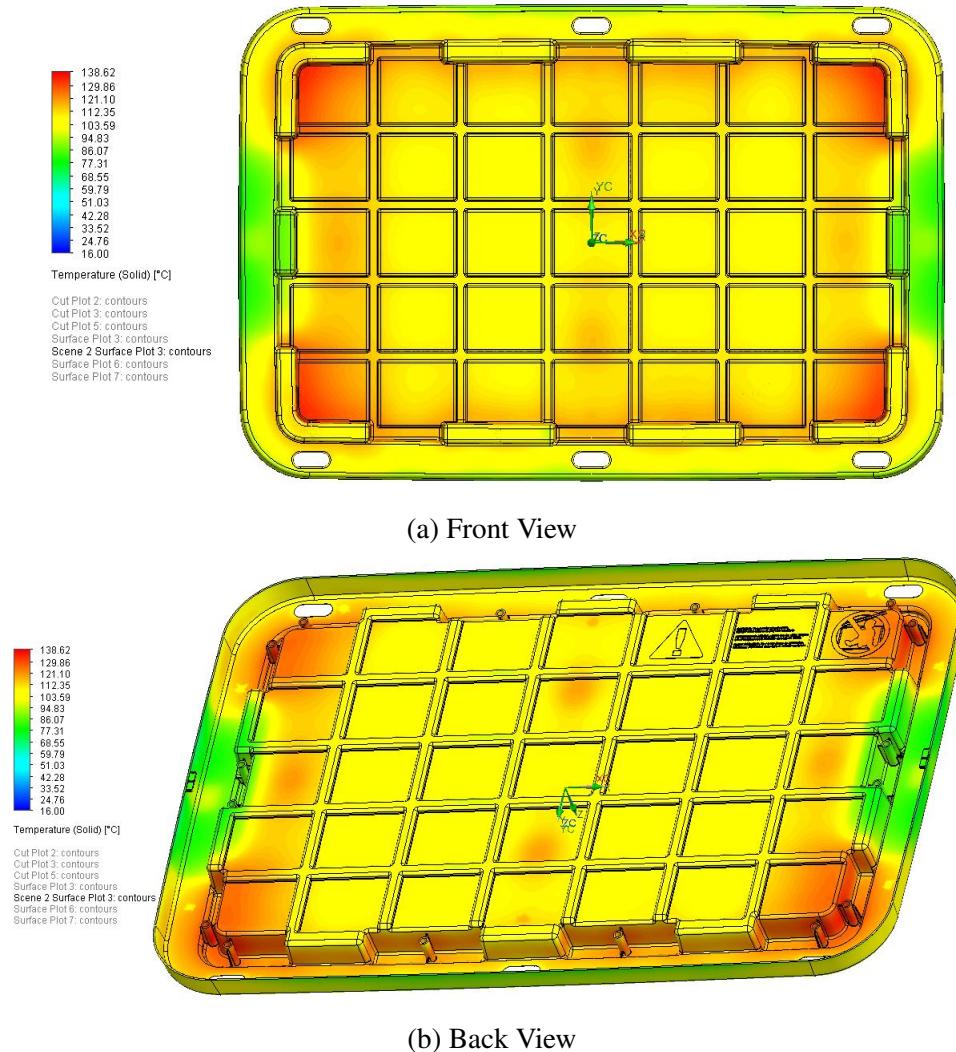 138.62
129.86
121.10
112.35
103.59
94.83
86.07
77.31
68.55
59.79
51.03
42.28
33.52
24.76
16.00
Temperature (Solid) [°C]
Cut Plot 2: contours
Cut Plot 3: contours
Cut Plot 5: contours
Surface Plot 3: contours
Scene 2 Surface Plot 3: contours
Surface Plot 6: contours
Surface Plot 7: contours
YC
Y
ZC
(a) Front View
138.62
129.86
121.10
112.35
103.59
94.83
86.07
77.31
68.55
59.79
51.03
42.28
33.52
24.76
16.00
Temperature (Solid) [°C]
Cut Plot 2: contours
Cut Plot 3: contours
Cut Plot 5: contours
Surface Plot 3: contours
Scene 2 Surface Plot 3: contours
Surface Plot 6: contours
Surface Plot 7: contours
!
ZC
Z
YC
(b) Back View